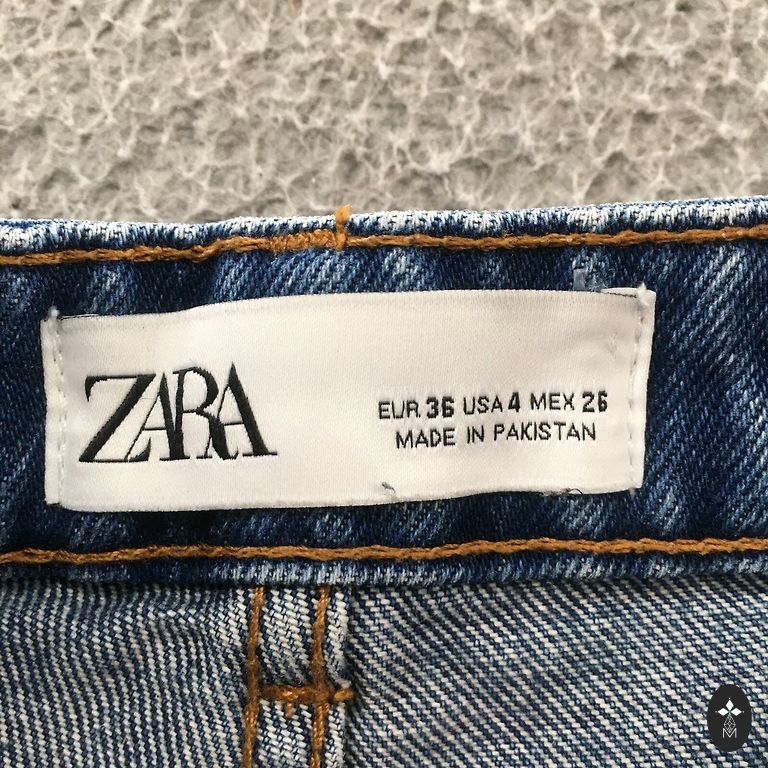 ZARA
EUR 36 USA 4 MEX 26
MADE IN PAKISTAN
M